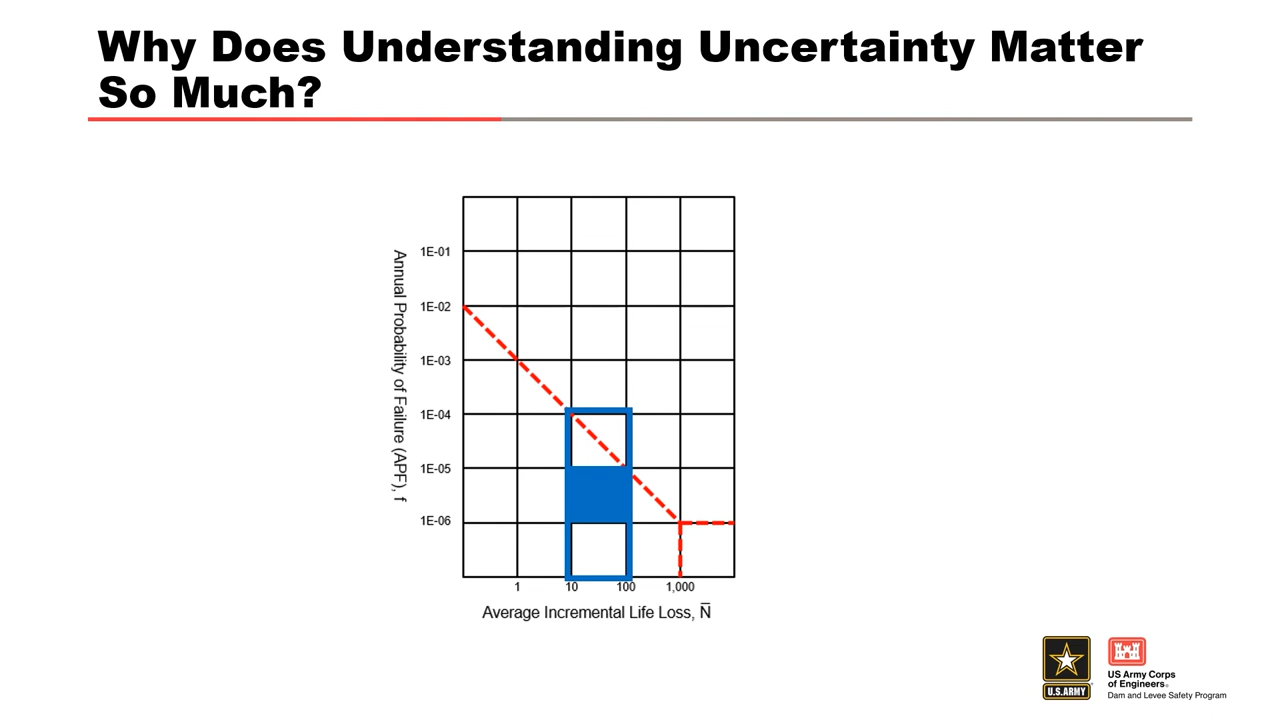 Why Does Understanding Uncertainty Matter
So Much?
Annual Probability of Failure (APF), f
1E-01
1E-02
1E-03
1E-04
1E-05
1E-06
1 10 100 1,000
Average Incremental Life Loss, N̅
U.S.ARMY
US Army Corps
of Engineers®
Dam and Levee Safety Program